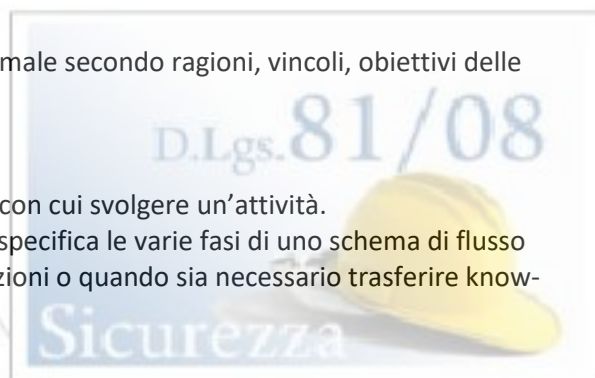 male secondo ragioni, vincoli, obiettivi delle
D.Lgs.81/08
con cui svolgere un'attività.
specifica le varie fasi di uno schema di flusso
zioni o quando sia necessario trasferire know-
Sicurezza